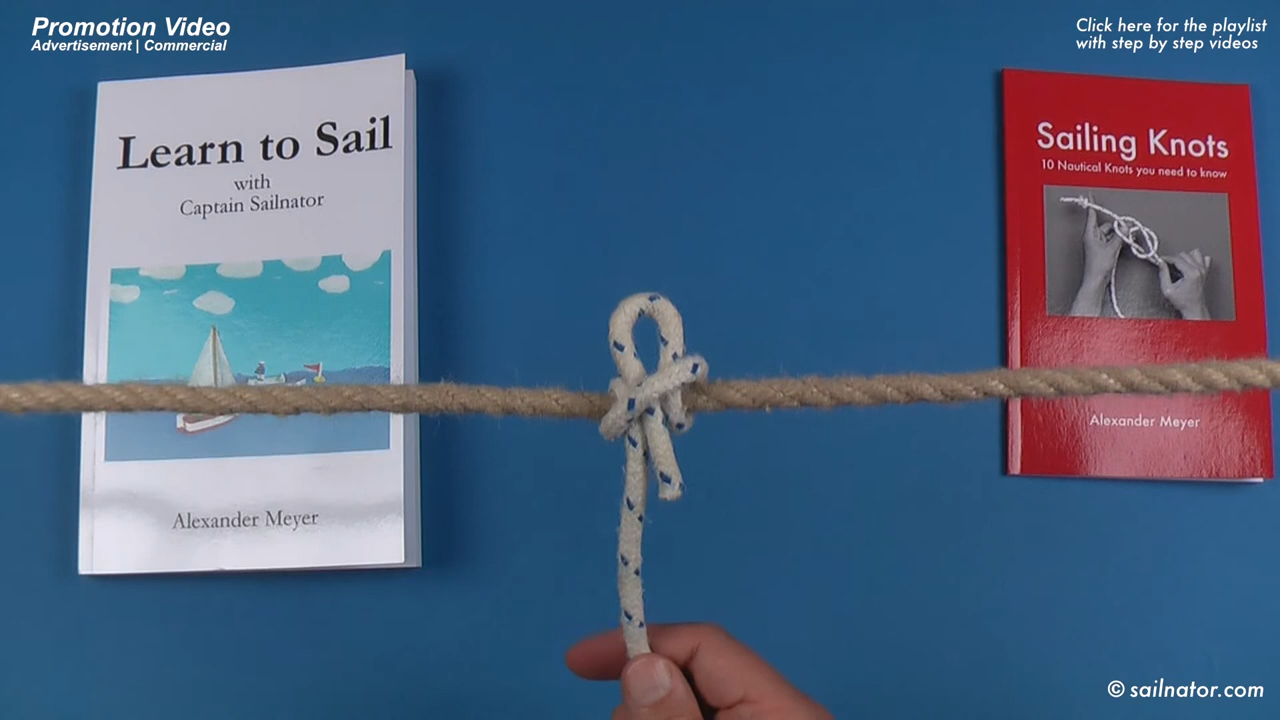 Promotion Video
Advertisement | Commercial
Click here for the playlist
with step by step videos
Learn to Sail
with
Captain Sailnator
Alexander Meyer
Sailing Knots
10 Nautical Knots you need to know
Alexander Meyer
© sailnator.com